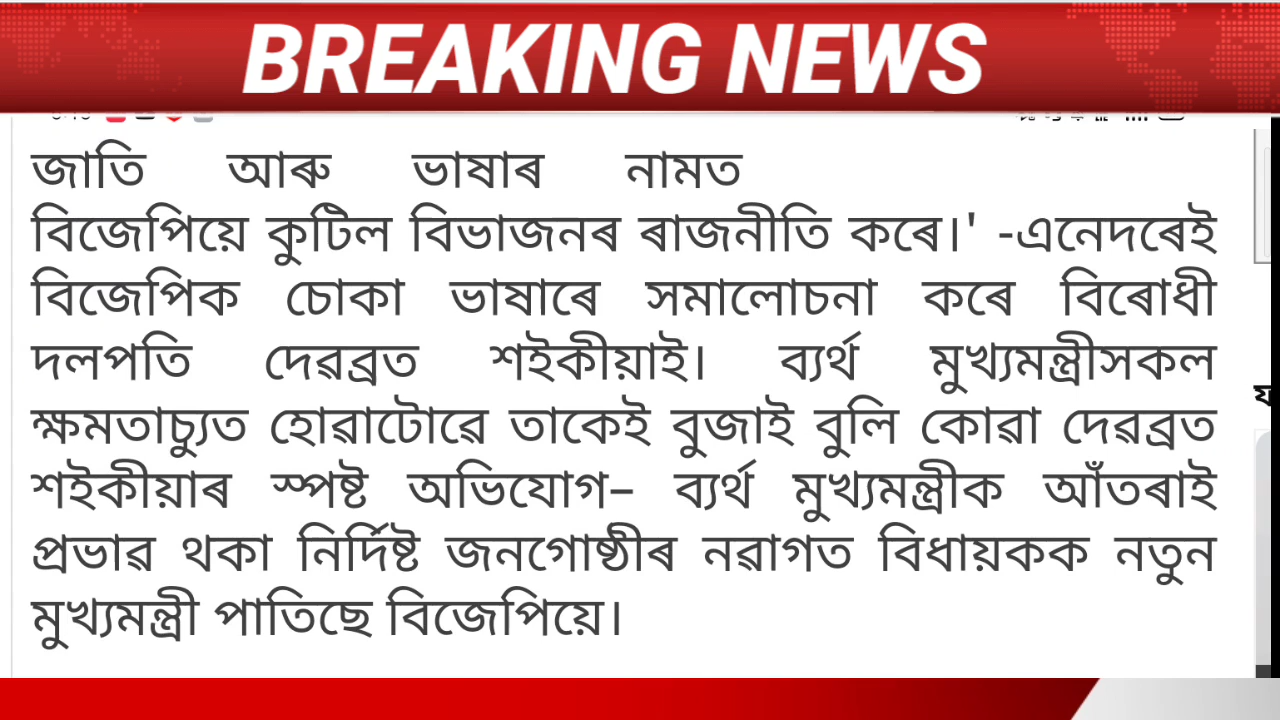 BREAKING NEWS
জাতি আৰু ভাষাৰ নামত
বিজেপিয়ে কুটিল বিভাজনৰ ৰাজনীতি কৰে।' -এনেদৰেই
বিজেপিক চোকা ভাষাৰে সমালোচনা কৰে বিৰোধী
দলপতি দেৱব্ৰত শইকীয়াই। ব্যৰ্থ মুখ্যমন্ত্ৰীসকল
ক্ষমতাচ্যুত হোৱাটোৱে তাকেই বুজাই বুলি কোৱা দেৱব্ৰত
শইকীয়াৰ স্পষ্ট অভিযোগ– ব্যৰ্থ মুখ্যমন্ত্ৰীক আঁতৰাই
প্ৰভাৱ থকা নিৰ্দিষ্ট জনগোষ্ঠীৰ নৱাগত বিধায়কক নতুন
মুখ্যমন্ত্ৰী পাতিছে বিজেপিয়ে।